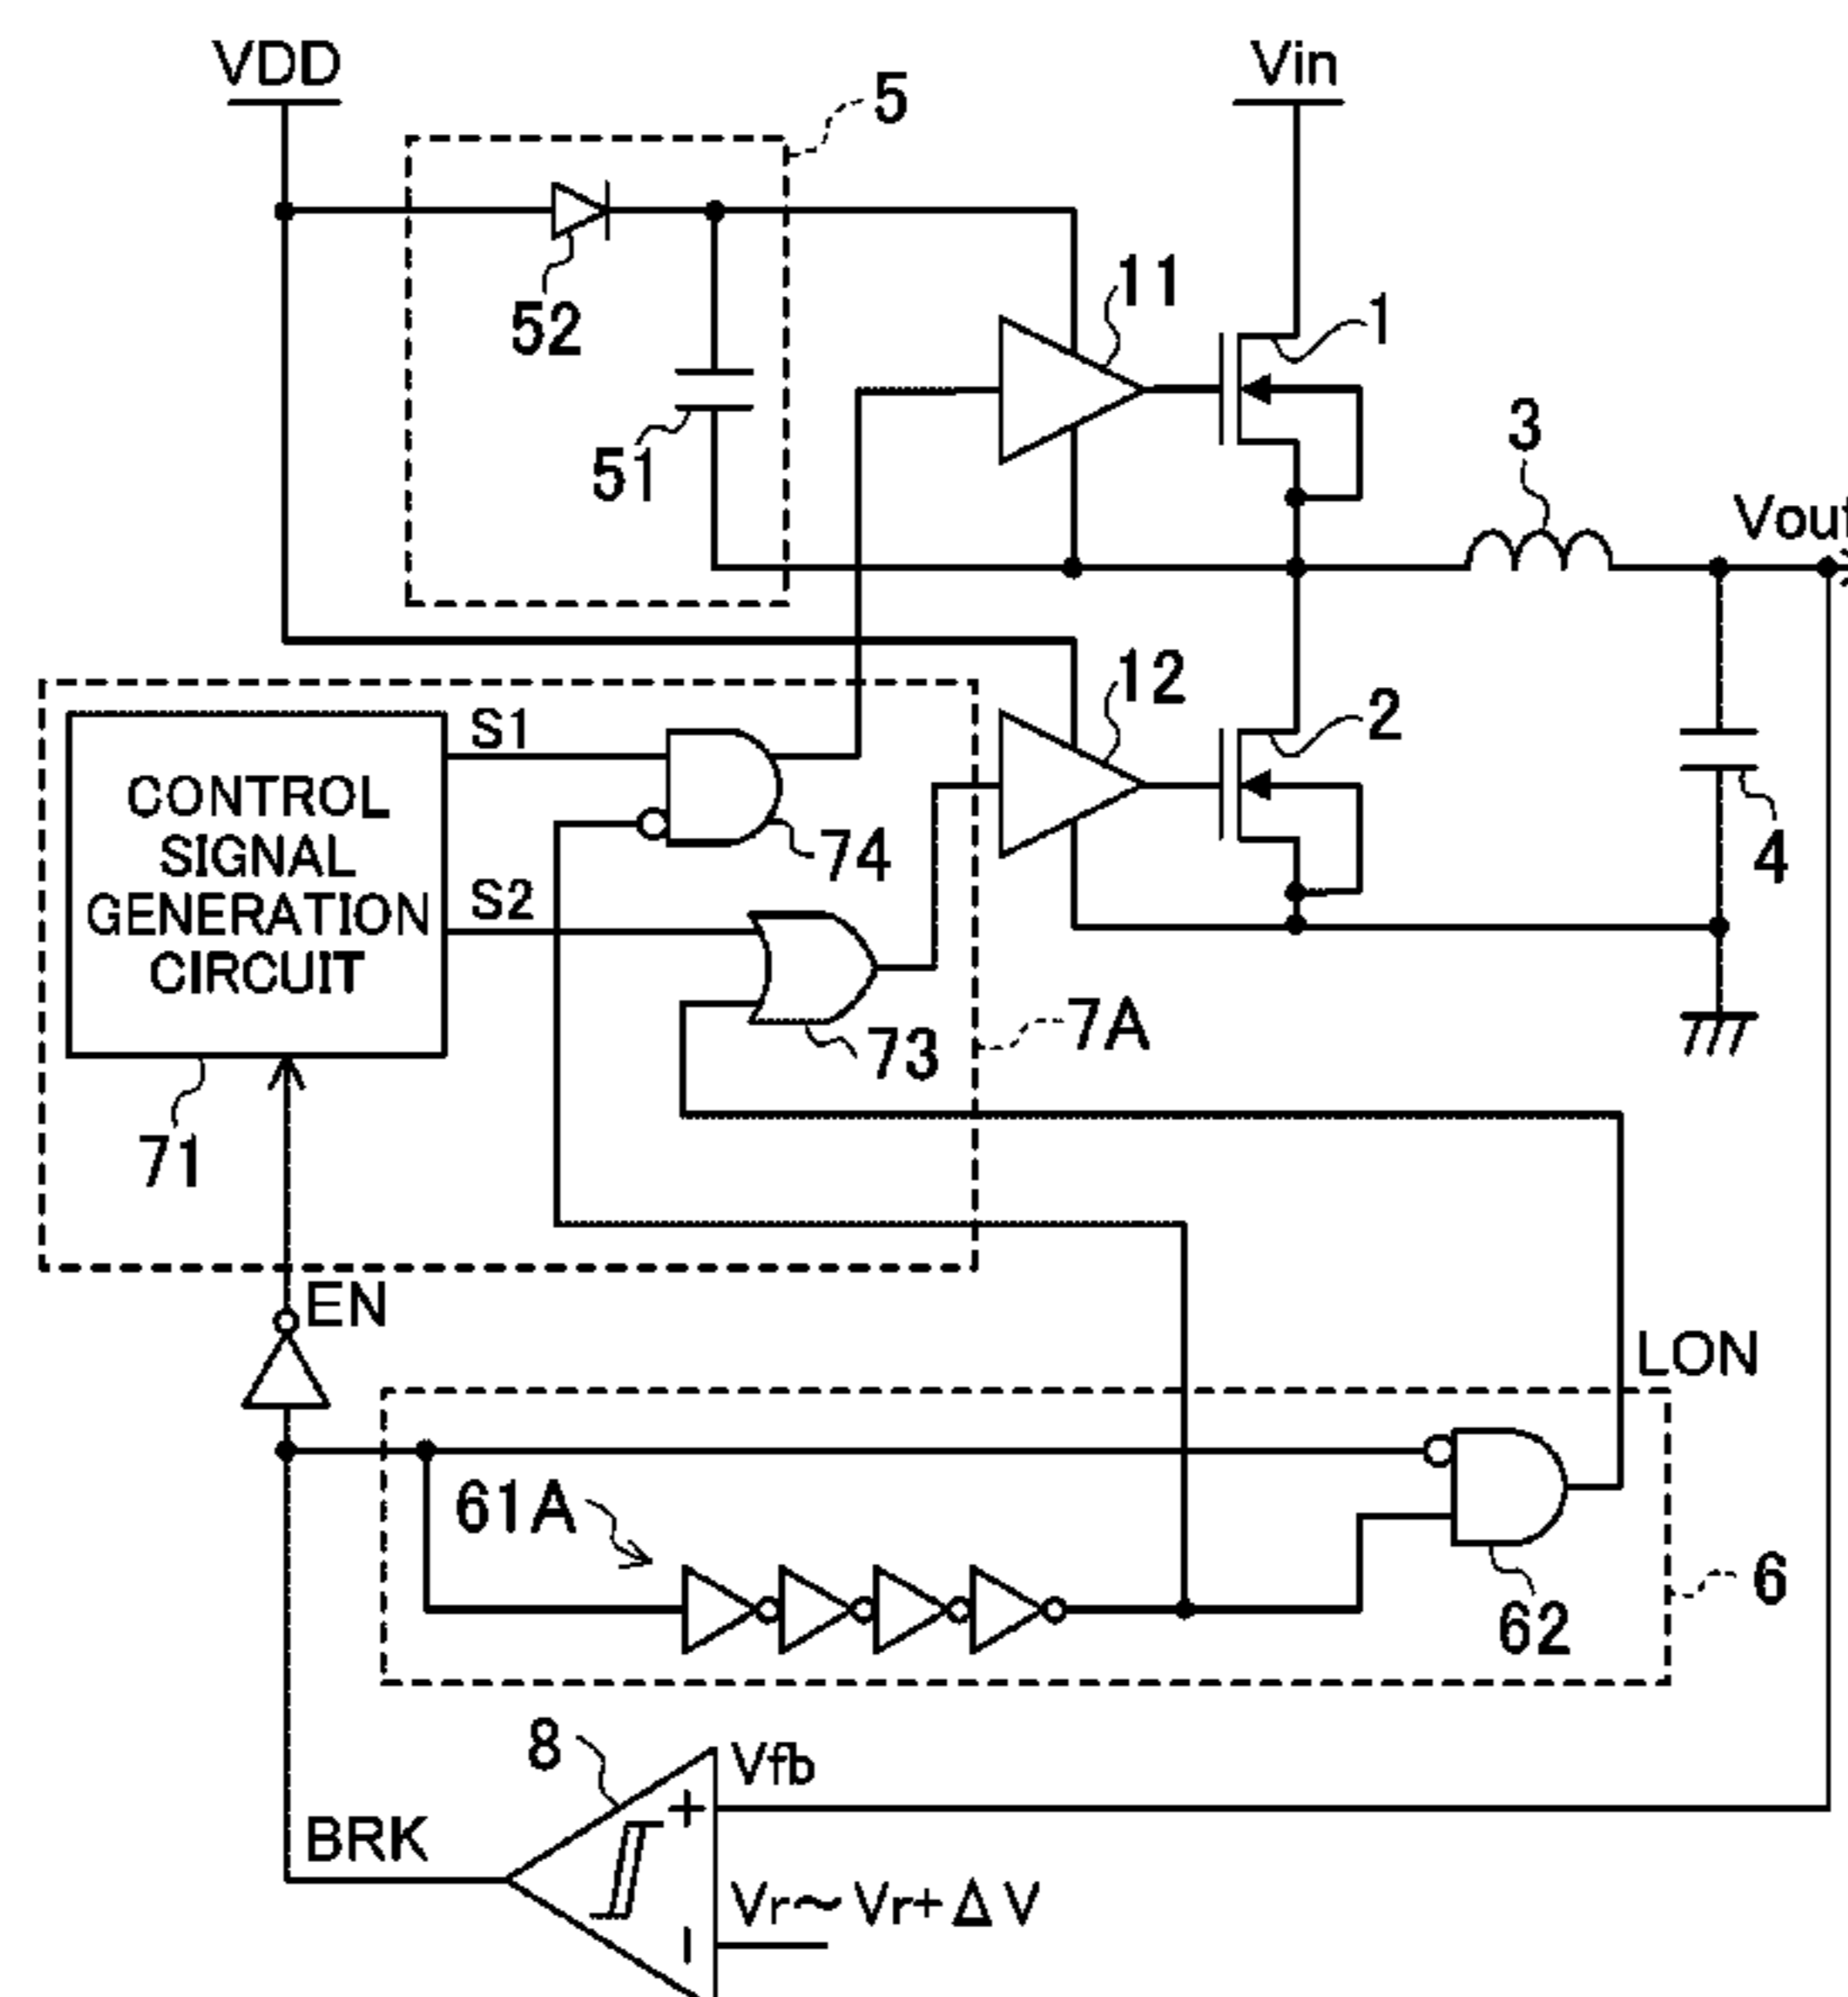 VDD
Vin
5
52
51
11
1
3
Vout
12
2
4
CONTROL
SIGNAL
GENERATION
CIRCUIT
S1
S2
74
73
7A
71
EN
LON
61A
62
6
8
Vfb
+
BRK
Vr~Vr+ΔV
-